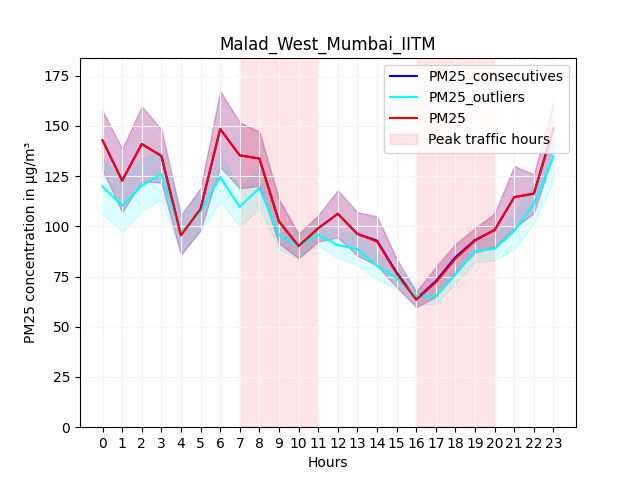 Malad_West_Mumbai_IITM
PM25 concentration in µg/m³
175
150
125
100
75
50
25
0
PM25_consecutives
PM25_outliers
PM25
Peak traffic hours
0 1 2 3 4 5 6 7 8 9 10 11 12 13 14 15 16 17 18 19 20 21 22 23
Hours